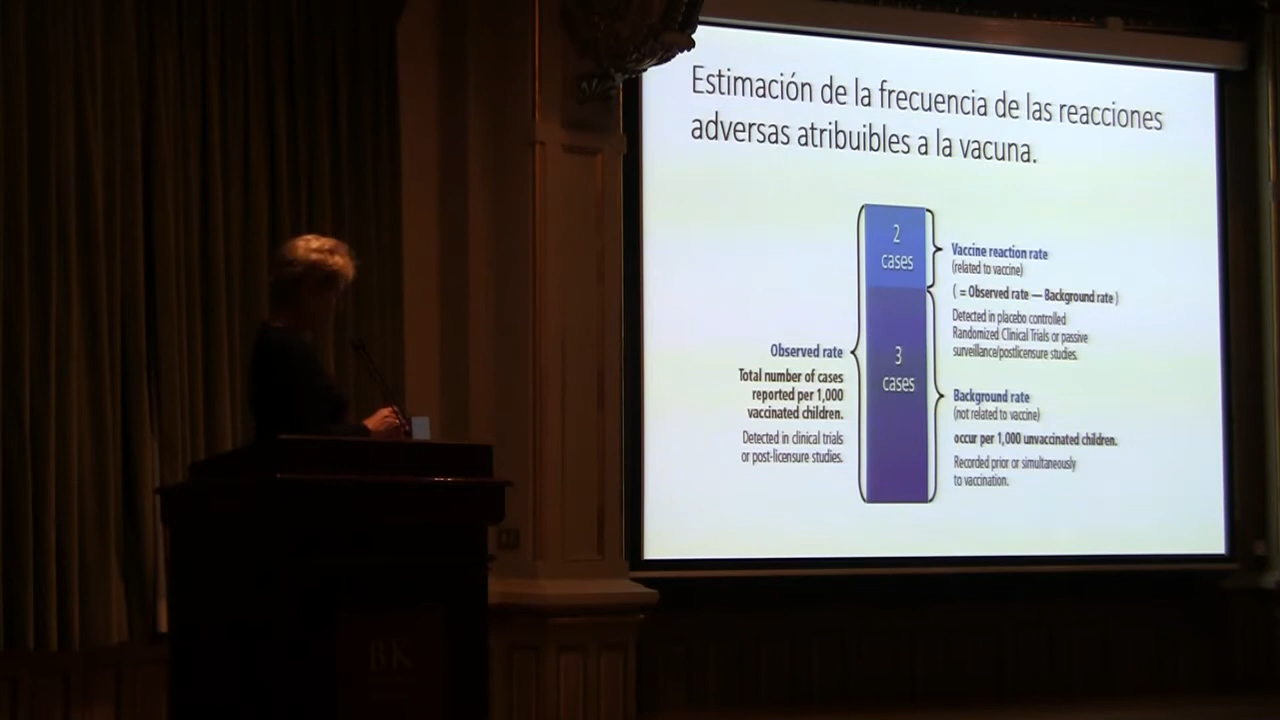 Estimación de la frecuencia de las reacciones
adversas atribuibles a la vacuna.
2
cases
3
cases
Observed rate
Total number of cases
reported per 1,000
vaccinated children.
Detected in clinical trials
or post-licensure studies.
Vaccine reaction rate
(related to vaccine)
( = Observed rate — Background rate )
Detected in placebo controlled
Randomized Clinical Trials or passive
surveillance/postlicensure studies.
Background rate
(not related to vaccine)
occur per 1,000 unvaccinated children.
Recorded prior or simultaneously
to vaccination.
BK